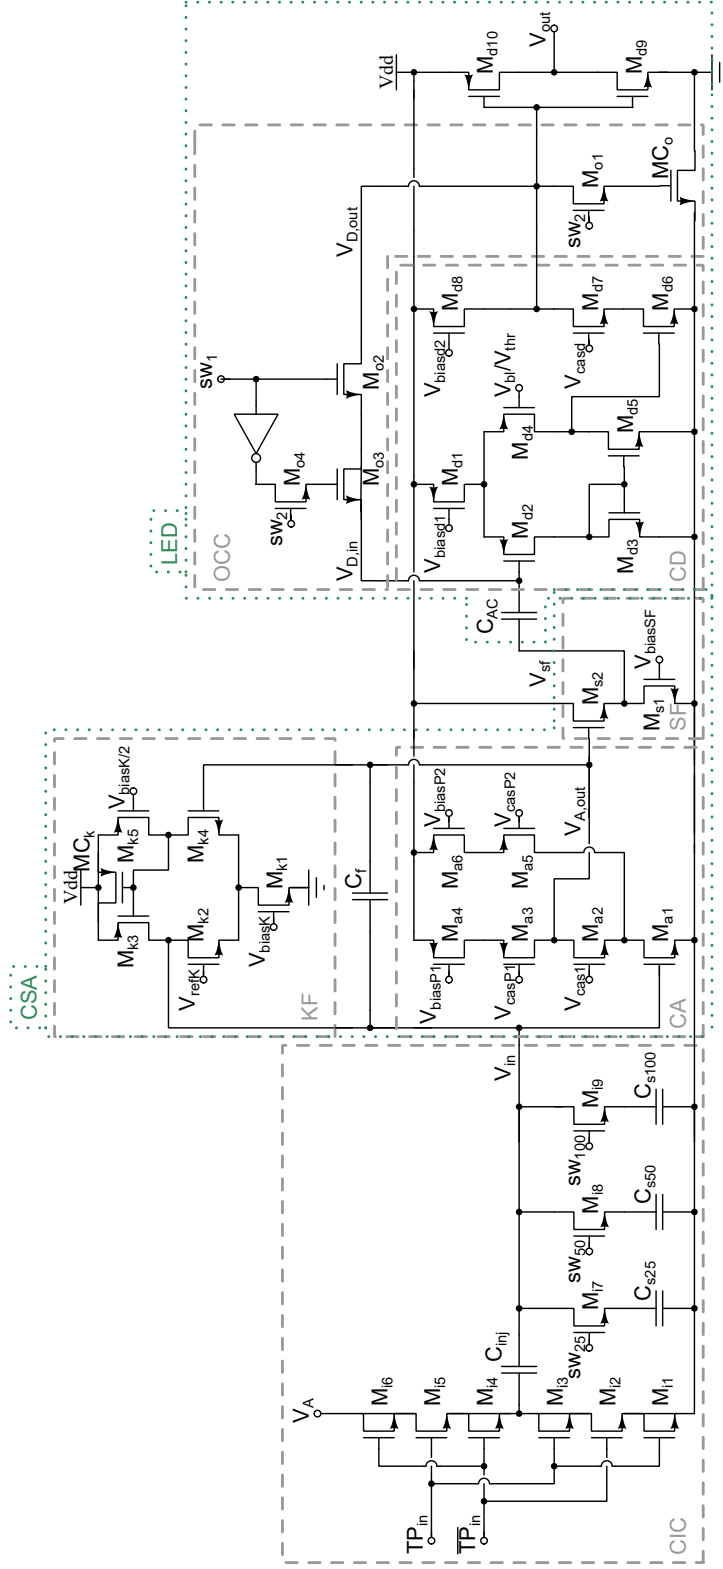 CIC
TP_in
T̅P̅_in
V_A
M_i6
M_i5
M_i4
M_i3
M_i2
M_i1
C_inj
sw_25
M_i7
C_s25
sw_50
M_i8
C_s50
sw_100
M_i9
C_s100
V_in
CSA
KF
V_refK
M_k2
M_k3
Vdd
MC_k
M_k5
V_biasK/2
M_k4
V_biasK
M_k1
C_f
CA
V_biasP1
M_a4
V_casP1
M_a3
V_cas1
M_a2
M_a1
M_a6
V_biasP2
M_a5
V_casP2
V_A,out
SF
M_s2
M_s1
V_biasSF
V_sf
C_AC
LED
OCC
V_D,in
sw_2
M_o4
M_o3
M_o2
sw_1
V_D,out
CD
V_biasd1
M_d1
M_d2
M_d4
V_bl/V_thr
M_d3
M_d5
V_biasd2
M_d8
V_casd
M_d7
M_d6
sw_2
M_o1
MC_o
Vdd
M_d10
V_out
M_d9